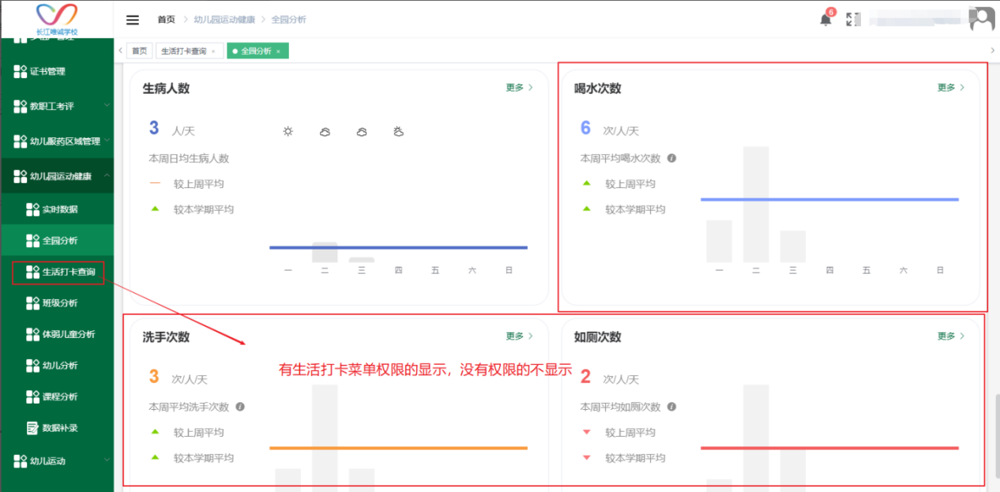 长江唯诚学校
首页 > 幼儿园运动健康 > 全园分析
6
首页
生活打卡查询 ×
全园分析 ×
证书管理
教职工考评
幼儿服药区域管理
幼儿园运动健康
实时数据
全园分析
生活打卡查询
班级分析
体弱儿童分析
幼儿分析
课程分析
数据补录
幼儿运动
生病人数
更多 >
3 人/天
本周日均生病人数
较上周平均
较本学期平均
一 二 三 四 五 六 日
喝水次数
更多 >
6 次/人/天
本周平均喝水次数
较上周平均
较本学期平均
一 二 三 四 五 六 日
有生活打卡菜单权限的显示，没有权限的不显示
洗手次数
更多 >
3 次/人/天
本周平均洗手次数
较上周平均
较本学期平均
如厕次数
更多 >
2 次/人/天
本周平均如厕次数
较上周平均
较本学期平均